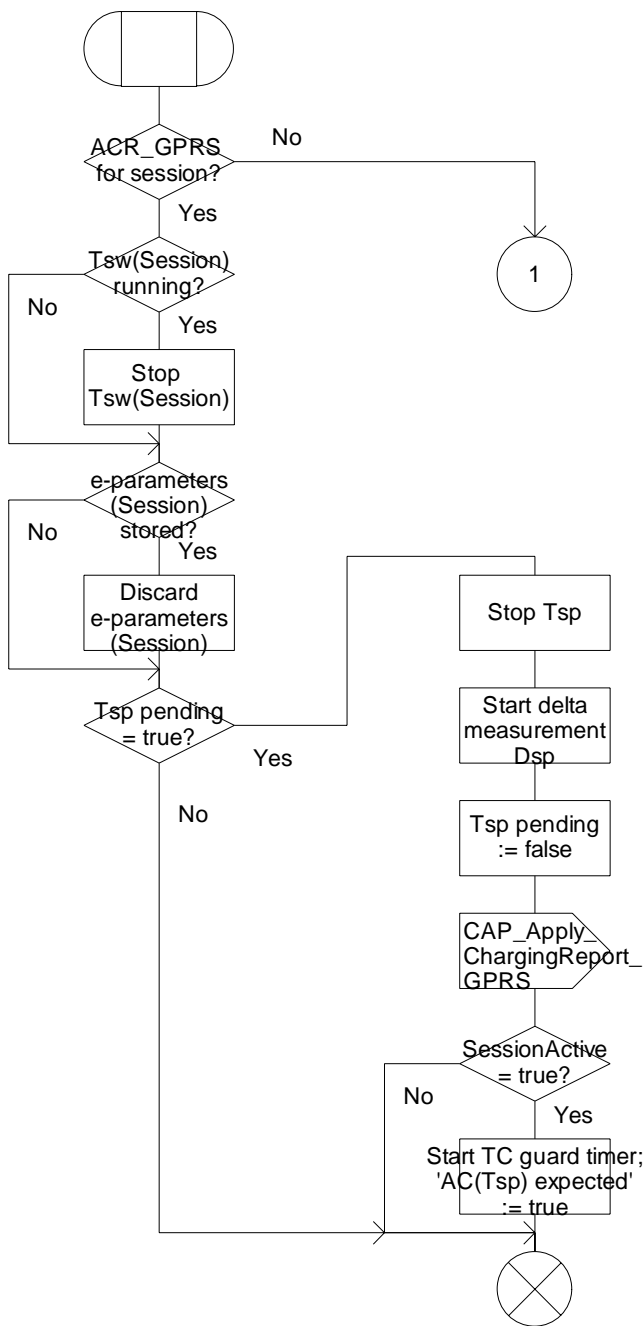 ACR_GPRS
for session?
No
Yes
Tsw(Session)
running?
1
No
Yes
Stop
Tsw(Session)
e-parameters
(Session)
stored?
No
Yes
Discard
e-parameters
(Session)
Tsp pending
= true?
Yes
No
Stop Tsp
Start delta
measurement
Dsp
Tsp pending
:= false
CAP_Apply_
ChargingReport_
GPRS
SessionActive
= true?
No
Yes
Start TC guard timer;
'AC(Tsp) expected'
:= true